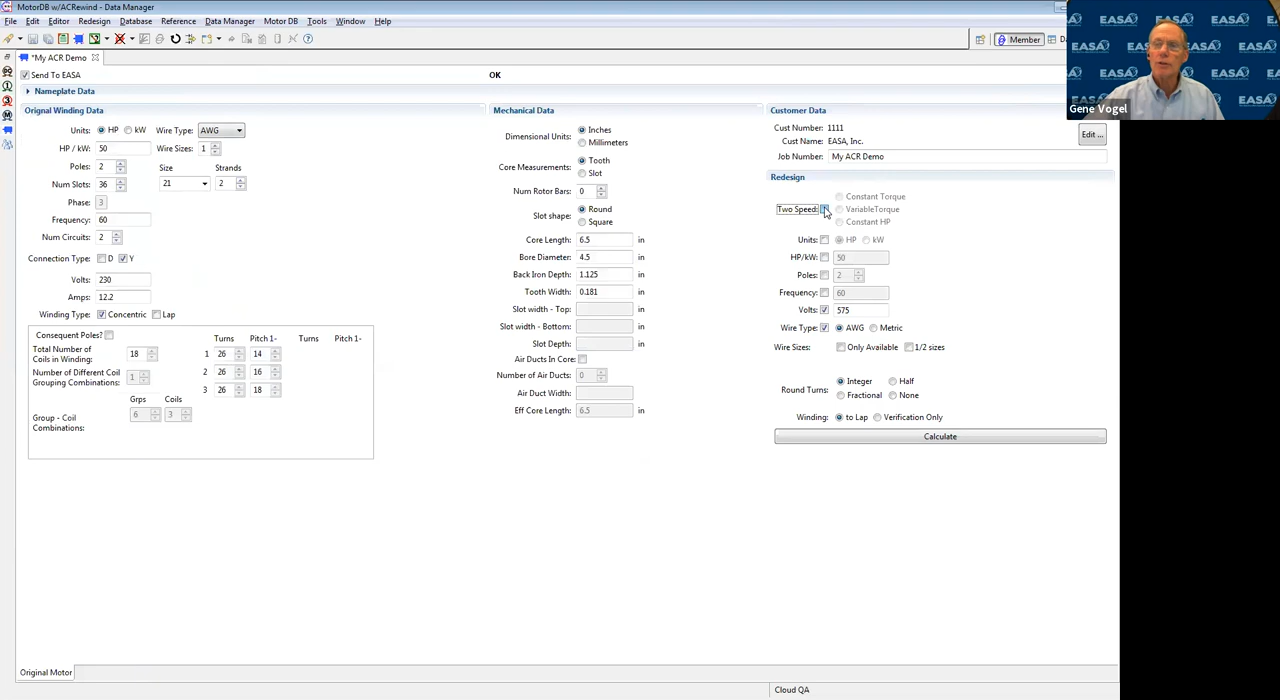 MotorDB w/ACRewind - Data Manager
File Edit Editor Redesign Database Reference Data Manager Motor DB Tools Window Help
Member
*My ACR Demo
Send To EASA
OK
Nameplate Data
Orignal Winding Data
Units: HP kW Wire Type: AWG
HP / kW: 50 Wire Sizes: 1
Poles: 2 Size Strands
Num Slots: 36 21 2
Phase: 3
Frequency: 60
Num Circuits: 2
Connection Type: D Y
Volts: 230
Amps: 12.2
Winding Type: Concentric Lap
Consequent Poles?
Turns Pitch 1- Turns Pitch 1-
Total Number of
Coils in Winding: 18
1 26 14
Number of Different Coil
Grouping Combinations: 1
2 26 16
3 26 18
Grps Coils
Group - Coil
Combinations: 6 3
Mechanical Data
Dimensional Units: Inches
Millimeters
Core Measurements: Tooth
Slot
Num Rotor Bars: 0
Slot shape: Round
Square
Core Length: 6.5 in
Bore Diameter: 4.5 in
Back Iron Depth: 1.125 in
Tooth Width: 0.181 in
Slot width - Top: in
Slot width - Bottom: in
Slot Depth: in
Air Ducts In Core:
Number of Air Ducts: 0
Air Duct Width: in
Eff Core Length: 6.5 in
Customer Data
Cust Number: 1111
Cust Name: EASA, Inc.
Edit ...
Job Number: My ACR Demo
Redesign
Constant Torque
Two Speed: VariableTorque
Constant HP
Units: HP kW
HP/kW: 50
Poles: 2
Frequency: 60
Volts: 575
Wire Type: AWG Metric
Wire Sizes: Only Available 1/2 sizes
Round Turns: Integer Half
Fractional None
Winding: to Lap Verification Only
Calculate
Original Motor
Cloud QA
EASA EASA EASA
EASA EASA
EASA EASA
EASA
EASA
Gene Vogel